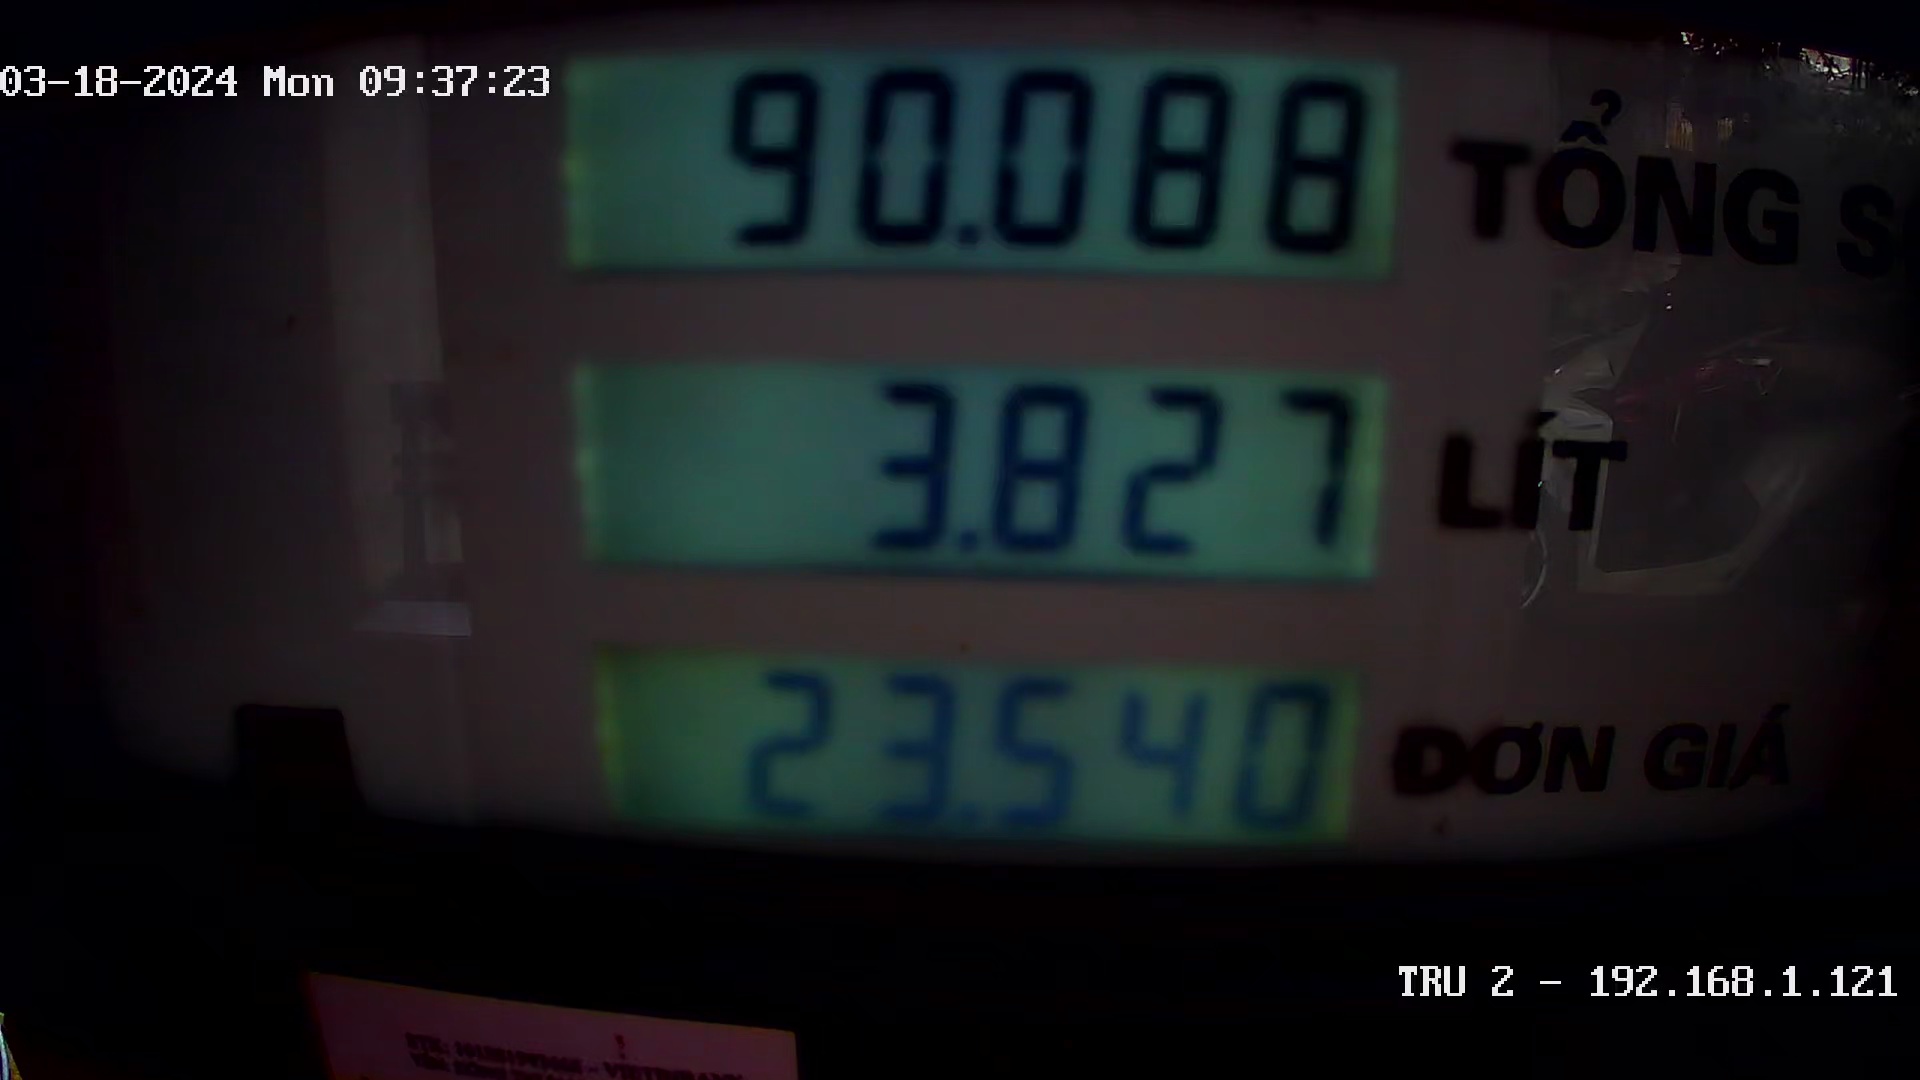 03-18-2024 Mon 09:37:23
90.088
TỔNG S
3.827
LÍT
23.540
ĐƠN GIÁ
TRU 2 - 192.168.1.121